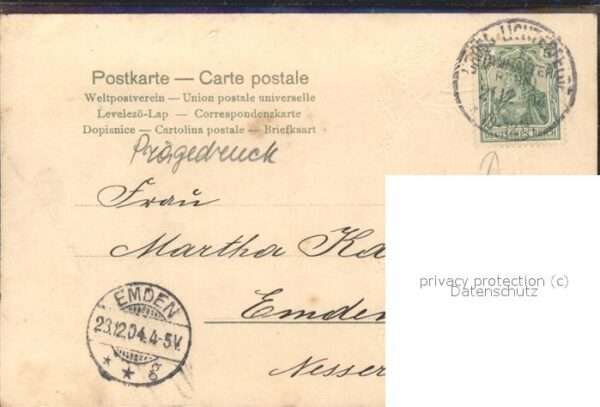 Postkarte — Carte postale
Weltpostverein — Union postale universelle
Levelező-Lap — Correspondenzkarte
Dopisnice — Cartolina postale — Briefkaart
Prägedruck
Frau
Martha Ka
Emden
Nesser
EMDEN
23.12.04.4-5V.
* * g
privacy protection (c)
Datenschutz